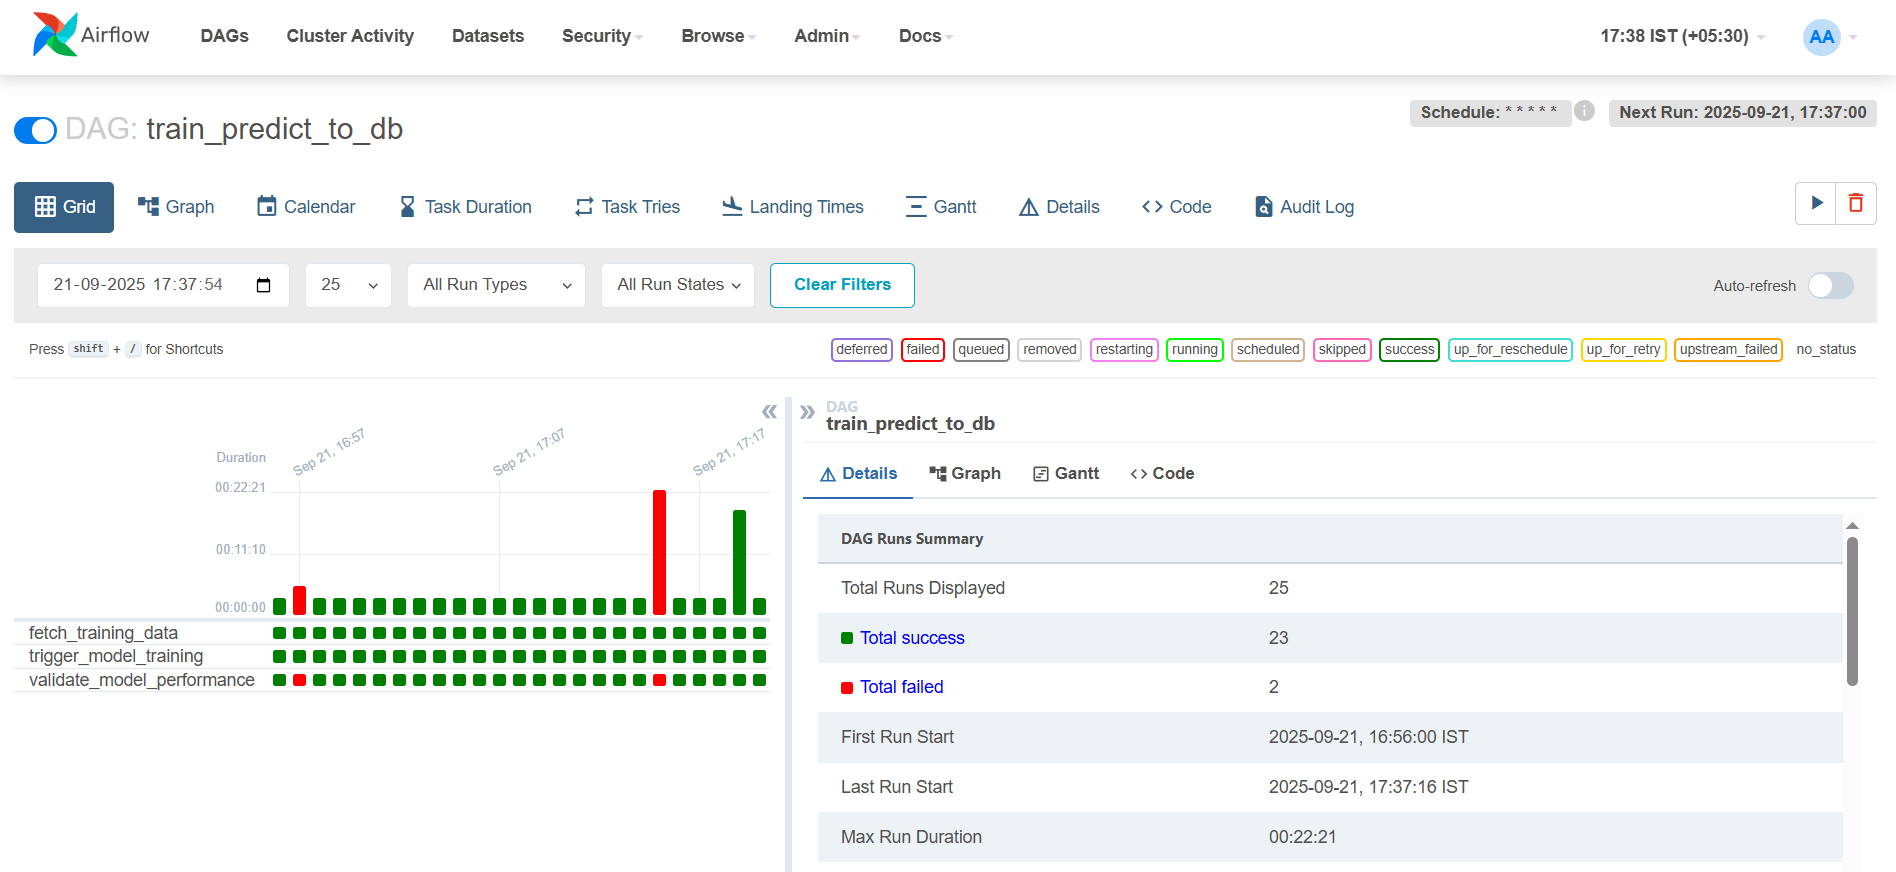 Airflow DAGs Cluster Activity Datasets Security Browse Admin Docs 17:38 IST (+05:30) AA
Schedule: * * * * * i Next Run: 2025-09-21, 17:37:00
DAG: train_predict_to_db
Grid Graph Calendar Task Duration Task Tries Landing Times Gantt Details Code Audit Log
21-09-2025 17:37:54 25 All Run Types All Run States Clear Filters Auto-refresh
Press shift + / for Shortcuts deferred failed queued removed restarting running scheduled skipped success up_for_reschedule up_for_retry upstream_failed no_status
Sep 21, 16:57 Sep 21, 17:07 Sep 21, 17:17
Duration
00:22:21
00:11:10
00:00:00
fetch_training_data
trigger_model_training
validate_model_performance
DAG
train_predict_to_db
Details Graph Gantt Code
DAG Runs Summary
Total Runs Displayed 25
Total success 23
Total failed 2
First Run Start 2025-09-21, 16:56:00 IST
Last Run Start 2025-09-21, 17:37:16 IST
Max Run Duration 00:22:21